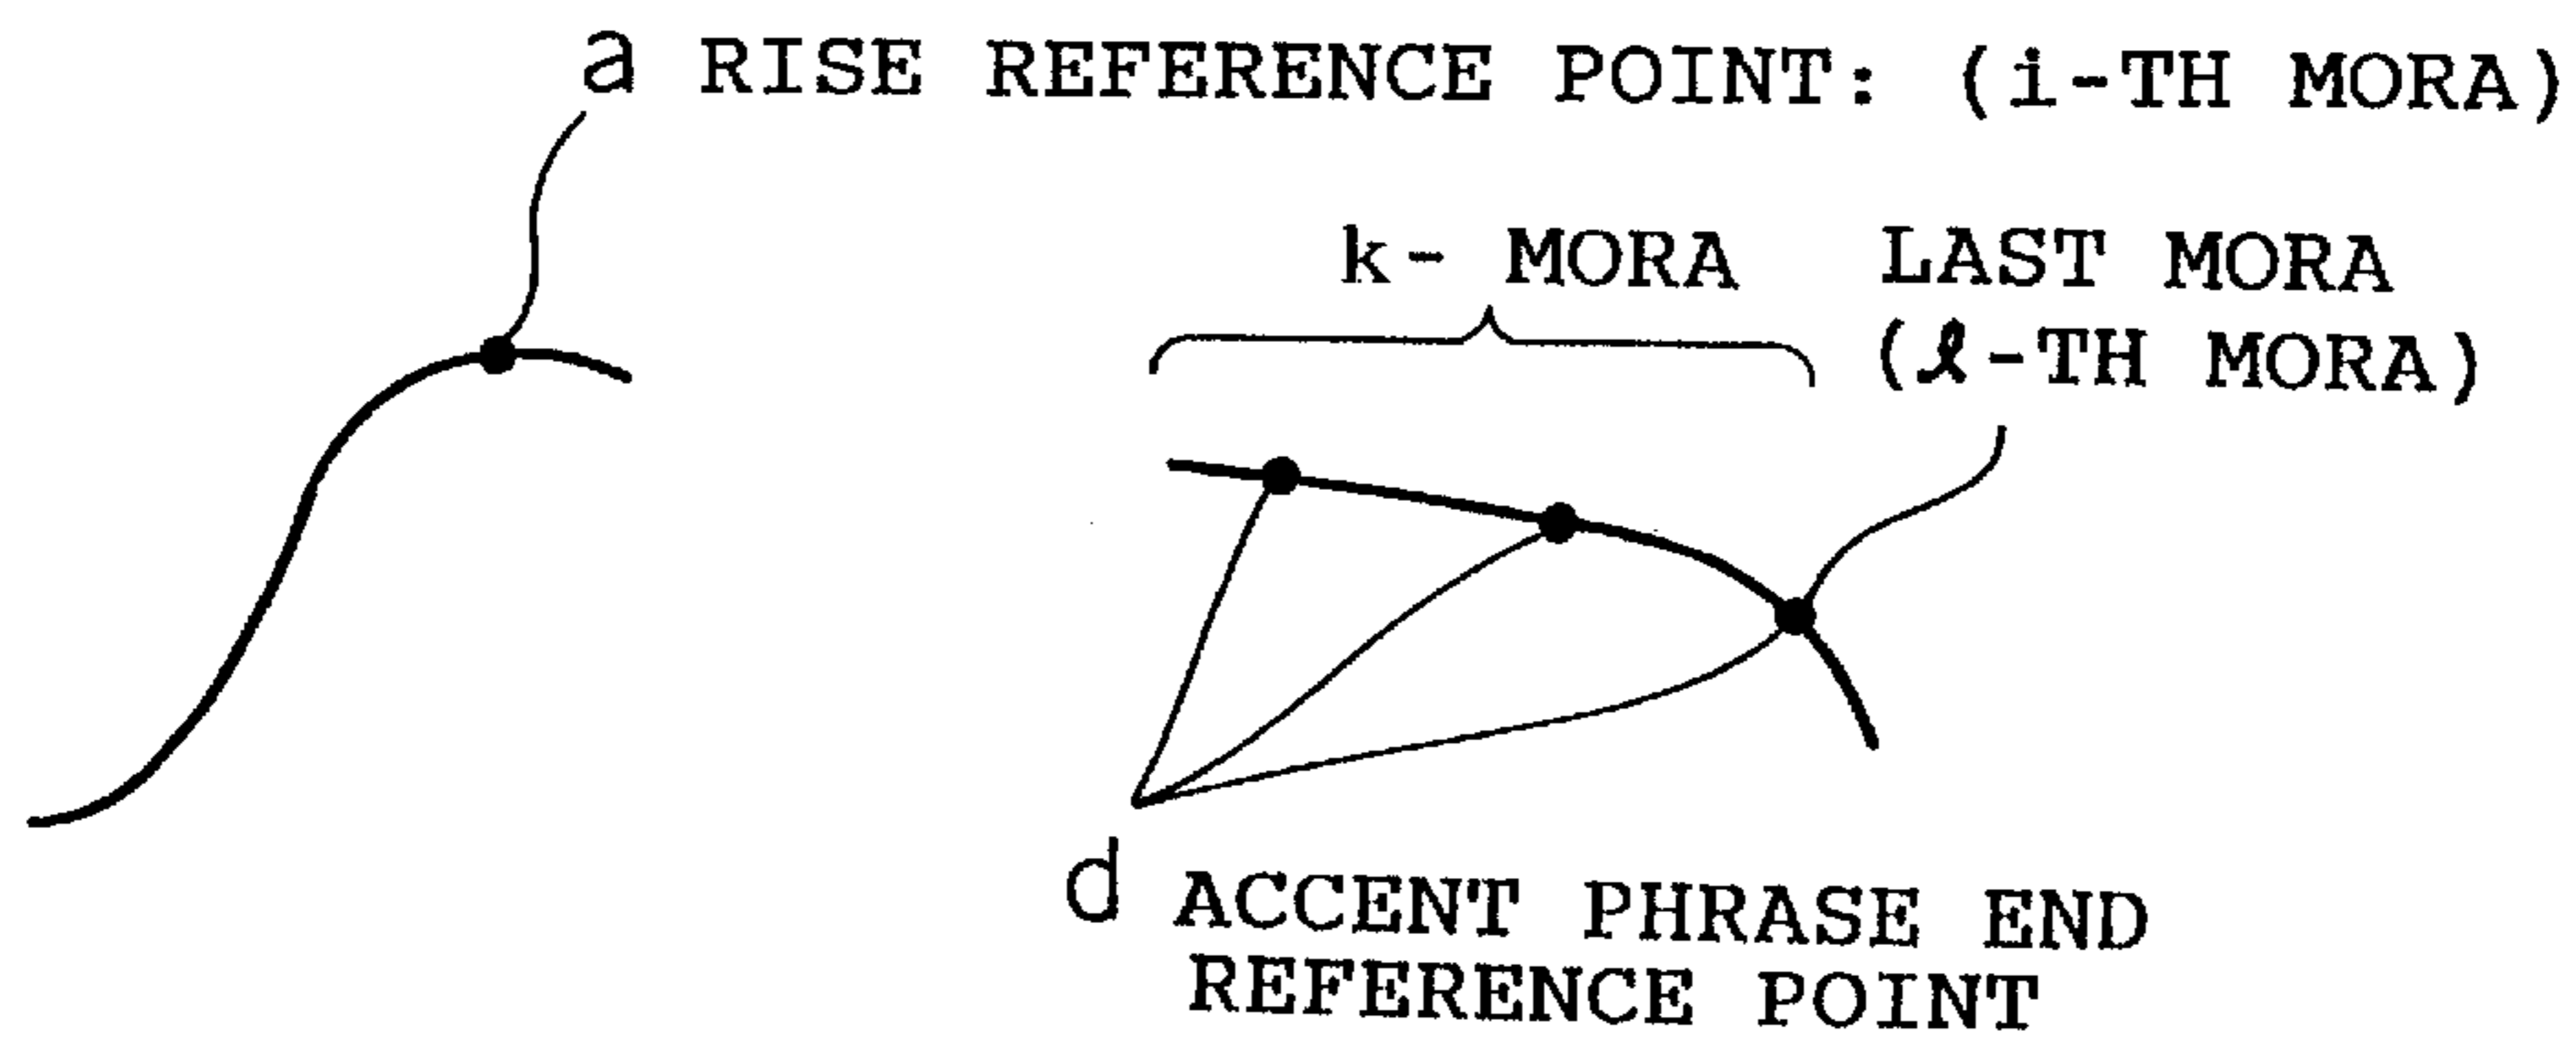 a RISE REFERENCE POINT: (i-TH MORA)
k- MORA
LAST MORA
(ℓ-TH MORA)
d ACCENT PHRASE END
REFERENCE POINT